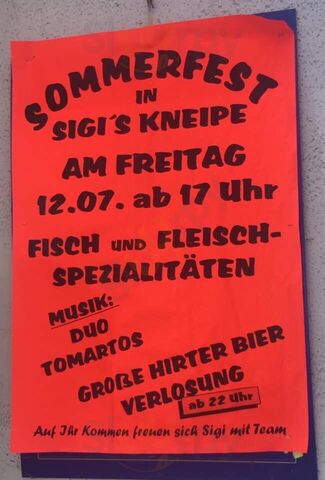 SOMMERFEST
IN
SIGI'S KNEIPE
AM FREITAG
12.07. ab 17 Uhr
FISCH UND FLEISCH-
SPEZIALITÄTEN
MUSIK:
DUO
TOMARTOS
GROßE HIRTER BIER
VERLOSUNG
ab 22 Uhr
Auf Ihr Kommen freuen sich Sigi mit Team